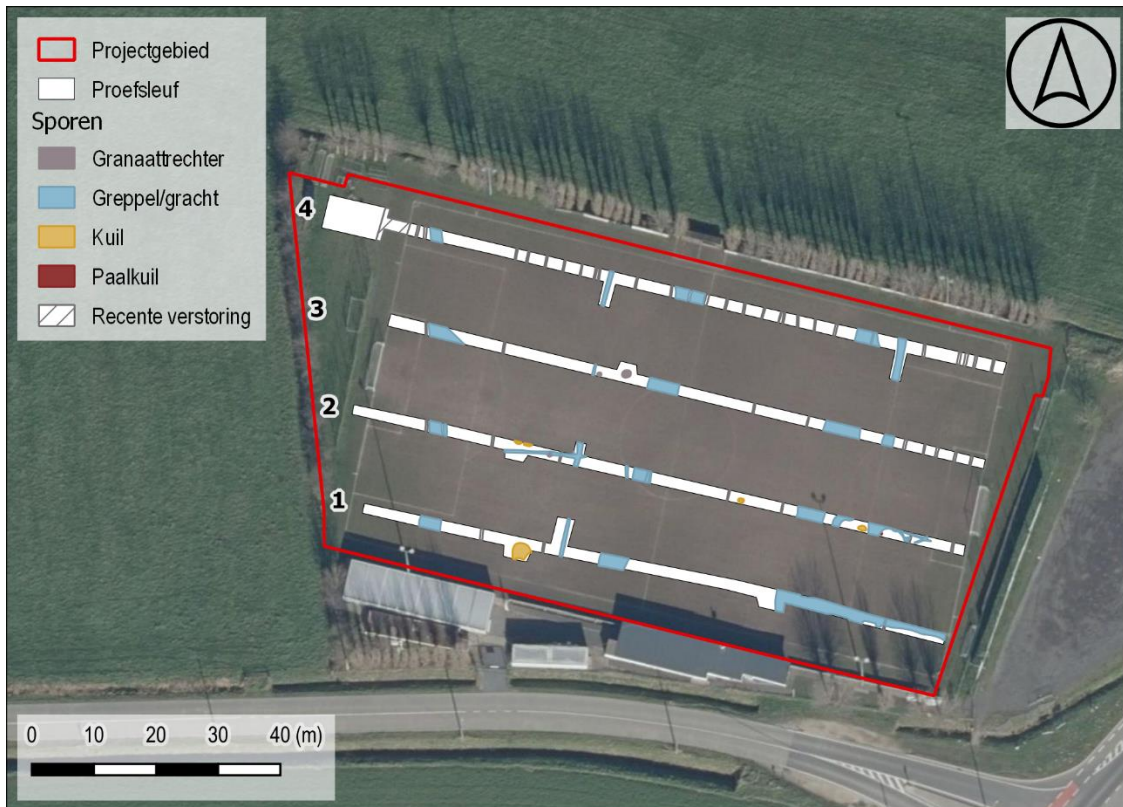 Projectgebied
Proefsleuf
Sporen
Granaattrechter
Greppel/gracht
Kuil
Paalkuil
Recente verstoring
4
3
2
1
0 10 20 30 40 (m)